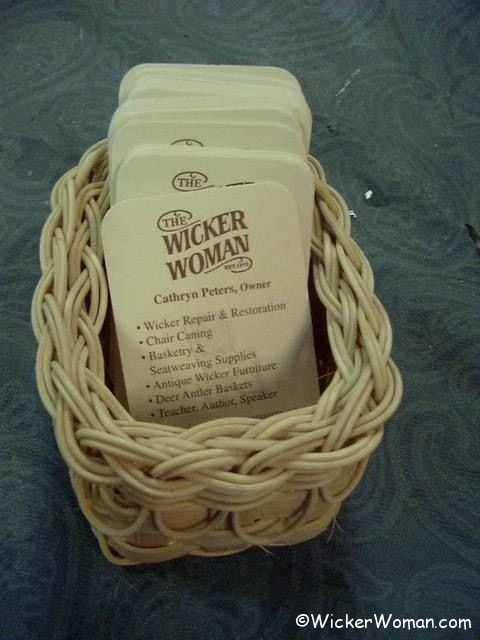 THE
THE
WICKER
WOMAN
EST. 1975
Cathryn Peters, Owner
• Wicker Repair & Restoration
• Chair Caning
• Basketry &
Seatweaving Supplies
• Antique Wicker Furniture
• Deer Antler Baskets
• Teacher, Author, Speaker
©WickerWoman.com